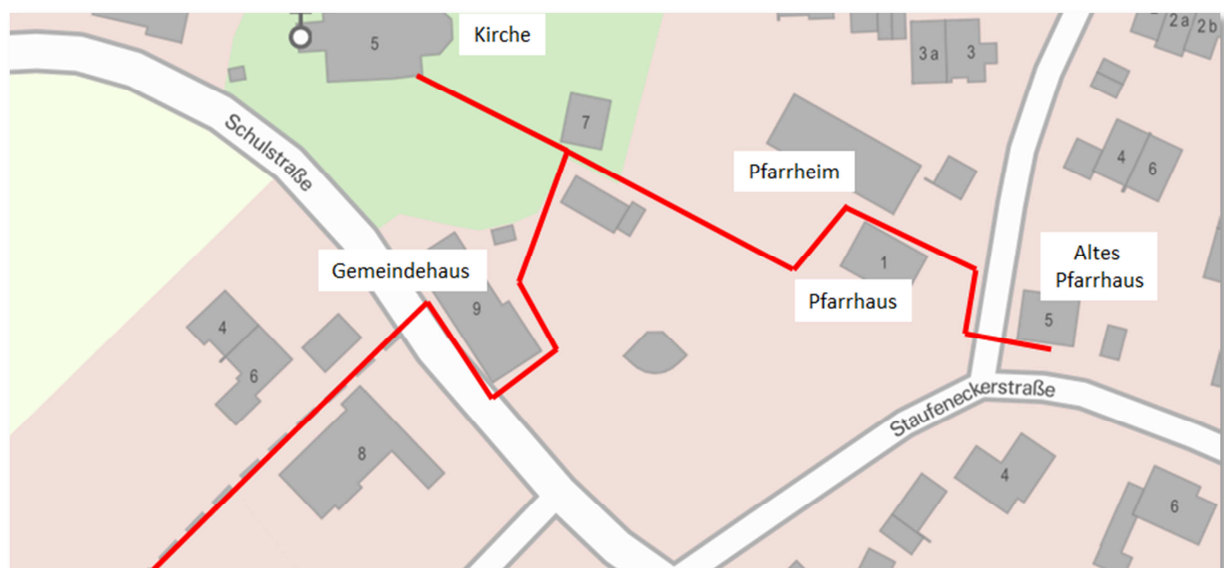 Kirche
5
7
3 a
3
2 a
2 b
4
6
Schulstraße
Pfarrheim
Gemeindehaus
9
1
Pfarrhaus
Altes
Pfarrhaus
5
4
6
8
Staufeneckerstraße
4
6